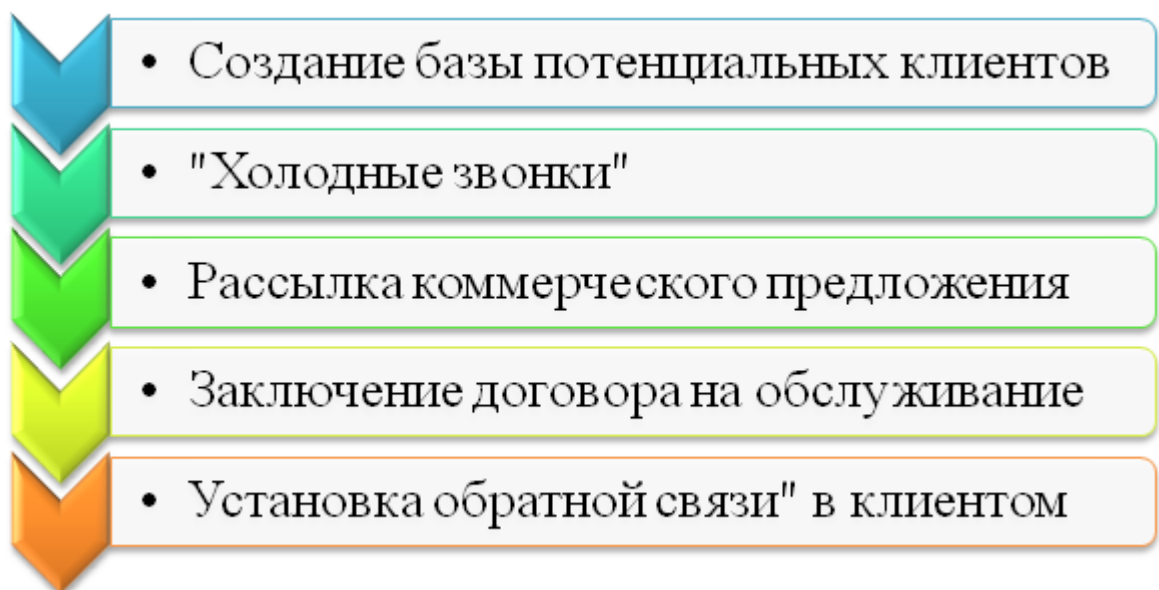 • Создание базы потенциальных клиентов
• "Холодные звонки"
• Рассылка коммерческого предложения
• Заключение договора на обслуживание
• Установка обратной связи" в клиентом